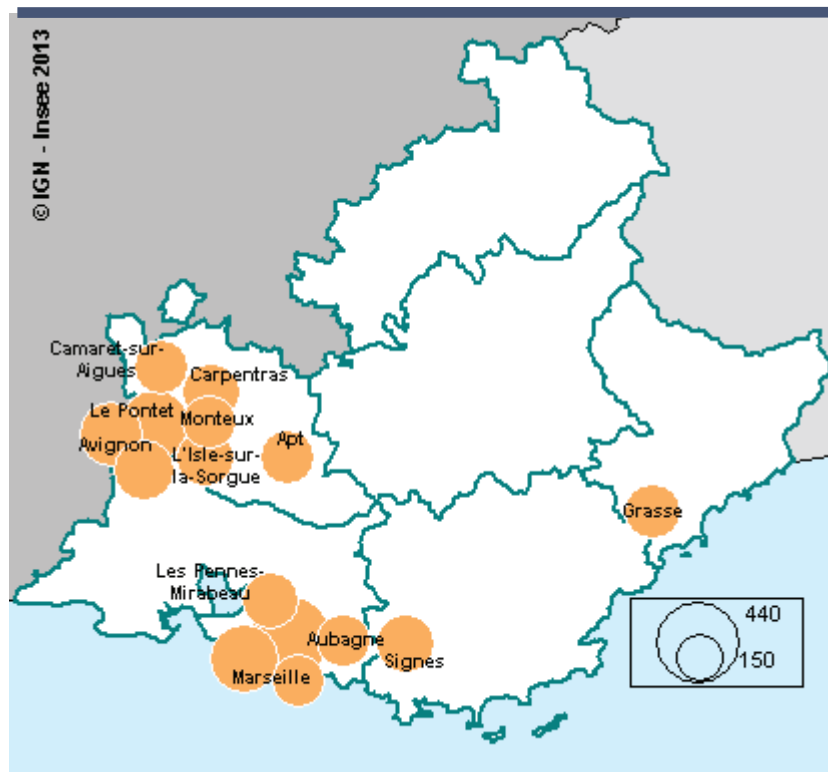 © IGN - Insee 2013
Camaret-sur-
Aigues
Carpentras
Le Pontet
Monteux
Avignon
Apt
L'Isle-sur-
la-Sorgue
Grasse
Les Pennes-
Mirabeau
Aubagne
Signes
Marseille
440
150